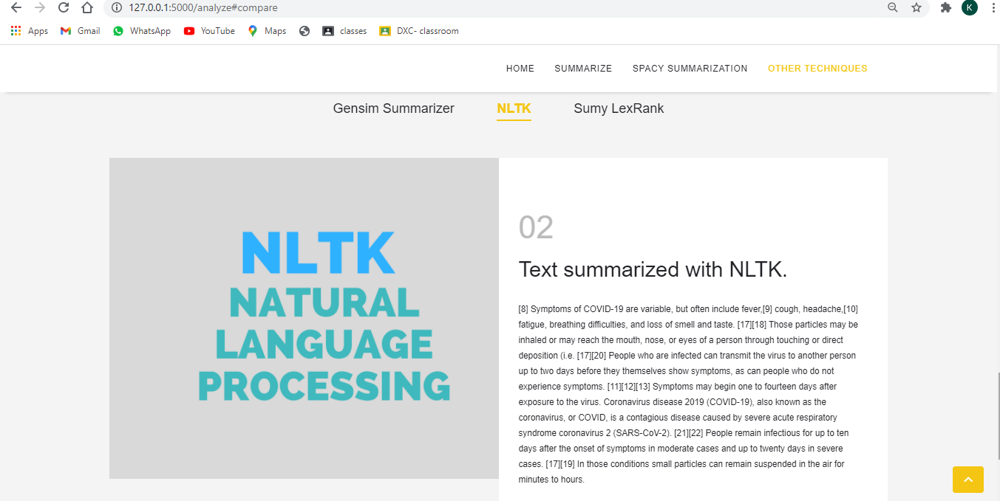 127.0.0.1:5000/analyze#compare
K
Apps Gmail WhatsApp YouTube Maps classes DXC- classroom
HOME SUMMARIZE SPACY SUMMARIZATION OTHER TECHNIQUES
Gensim Summarizer NLTK Sumy LexRank
NLTK
NATURAL
LANGUAGE
PROCESSING
02
Text summarized with NLTK.
[8] Symptoms of COVID-19 are variable, but often include fever,[9] cough, headache,[10]
fatigue, breathing difficulties, and loss of smell and taste. [17][18] Those particles may be
inhaled or may reach the mouth, nose, or eyes of a person through touching or direct
deposition (i.e. [17][20] People who are infected can transmit the virus to another person
up to two days before they themselves show symptoms, as can people who do not
experience symptoms. [11][12][13] Symptoms may begin one to fourteen days after
exposure to the virus. Coronavirus disease 2019 (COVID-19), also known as the
coronavirus, or COVID, is a contagious disease caused by severe acute respiratory
syndrome coronavirus 2 (SARS-CoV-2). [21][22] People remain infectious for up to ten
days after the onset of symptoms in moderate cases and up to twenty days in severe
cases. [17][19] In those conditions small particles can remain suspended in the air for
minutes to hours.